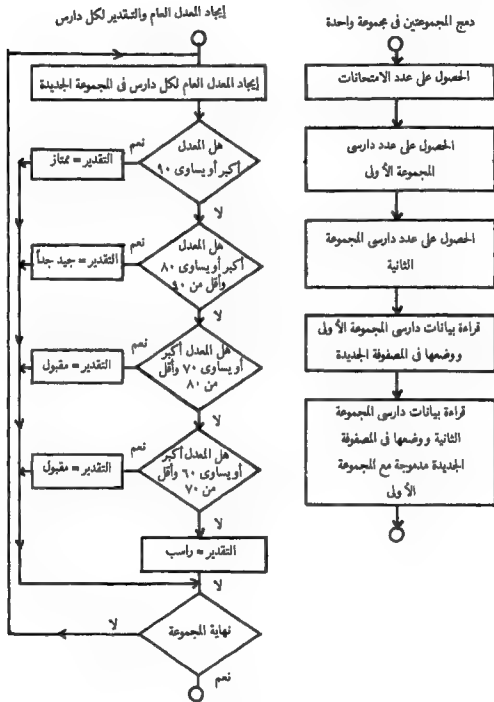 دمج المجموعتين في مجموعة واحدة
الحصول على عدد الامتحانات
الحصول على عدد دارسى
المجموعة الأولى
الحصول على عدد دارسى المجموعة
الثانية
قراءة بيانات دارسى المجموعة الأولى
ووضعها فى المصفوفة الجديدة
قراءة بيانات دارسى المجموعة
الثانية ووضعها فى المصفوفة
الجديدة مدموجة مع المجموعة
الأولى
إيجاد المعدل العام والتقدير لكل دارس
إيجاد المعدل العام لكل دارس فى المجموعة الجديدة
هل المعدل
أكبر أو يساوى ٩٠
نعم
التقدير = ممتاز
لا
هل المعدل
أكبر أو يساوى ٨٠
وأقل من ٩٠
نعم
التقدير = جيد جداً
لا
هل المعدل أكبر
أو يساوى ٧٠ وأقل
من ٨٠
نعم
التقدير = مقبول
لا
هل المعدل أكبر
أو يساوى ٦٠ وأقل
من ٧٠
نعم
التقدير = مقبول
لا
التقدير = راسب
لا
نهاية المجموعة
لا
نعم